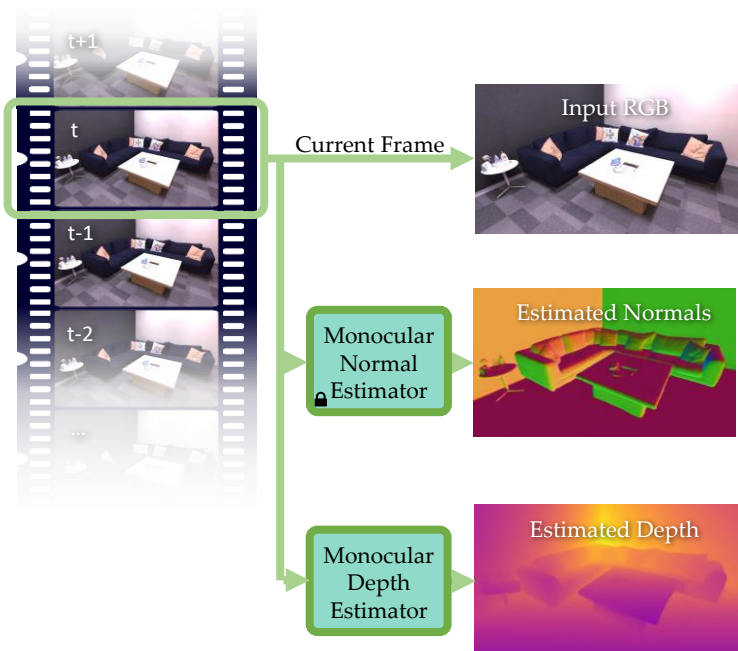 t+1
t
t-1
t-2
...
Current Frame
Input RGB
Monocular
Normal
Estimator
Estimated Normals
Monocular
Depth
Estimator
Estimated Depth